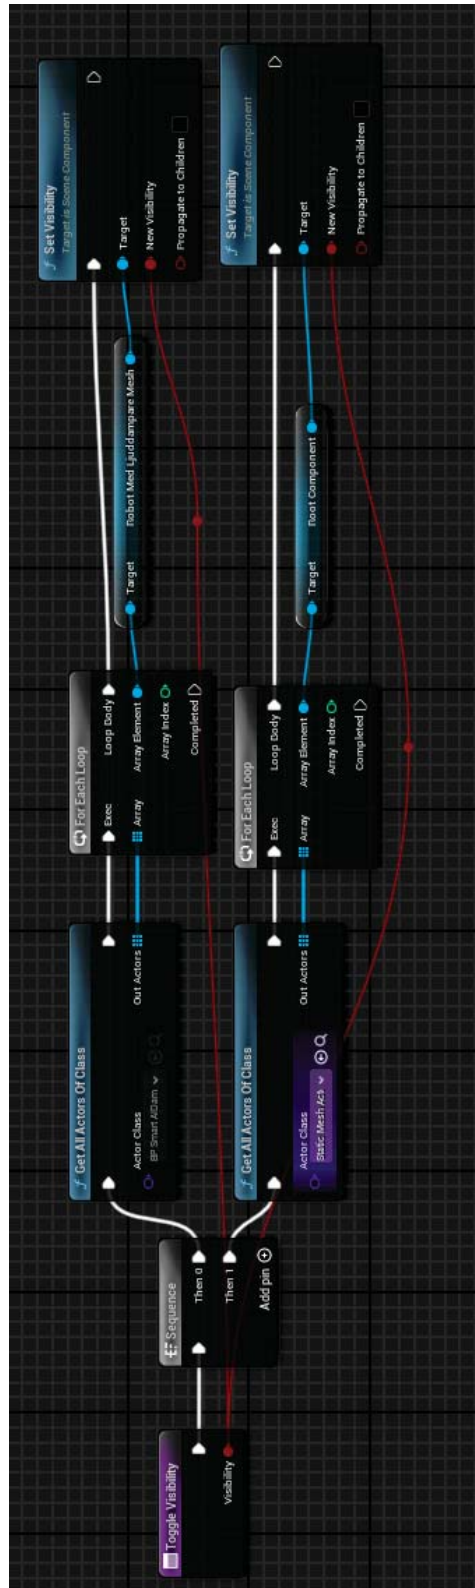 Toggle Visibility
Visibility
Sequence
Then 0
Then 1
Add pin
Get All Actors Of Class
Actor Class
BP Smart AIDam
Out Actors
For Each Loop
Exec
Array
Loop Body
Array Element
Array Index
Completed
Target
Robot Med Ljuddampare Mesh
Set Visibility
Target is Scene Component
Target
New Visibility
Propagate to Children
Get All Actors Of Class
Actor Class
Static Mesh Act
Out Actors
For Each Loop
Exec
Array
Loop Body
Array Element
Array Index
Completed
Target
Root Component
Set Visibility
Target is Scene Component
Target
New Visibility
Propagate to Children